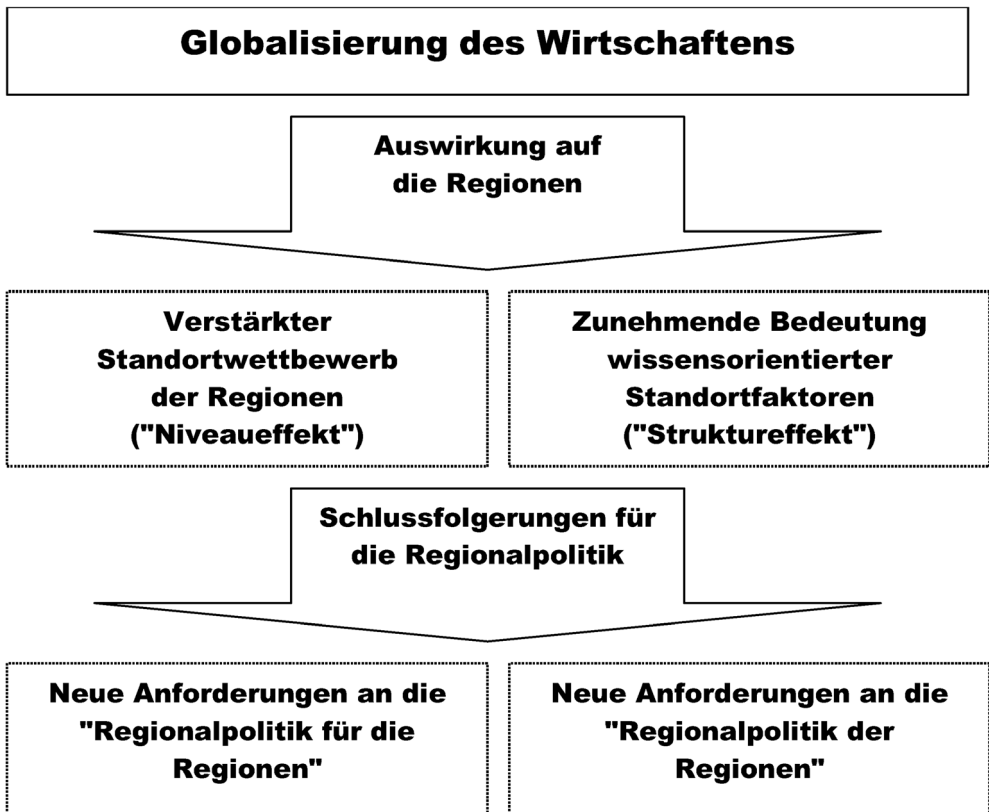 Globalisierung des Wirtschaftens
Auswirkung auf
die Regionen
Verstärkter
Standortwettbewerb
der Regionen
("Niveaueffekt")
Zunehmende Bedeutung
wissensorientierter
Standortfaktoren
("Struktureffekt")
Schlussfolgerungen für
die Regionalpolitik
Neue Anforderungen an die
"Regionalpolitik für die
Regionen"
Neue Anforderungen an die
"Regionalpolitik der
Regionen"